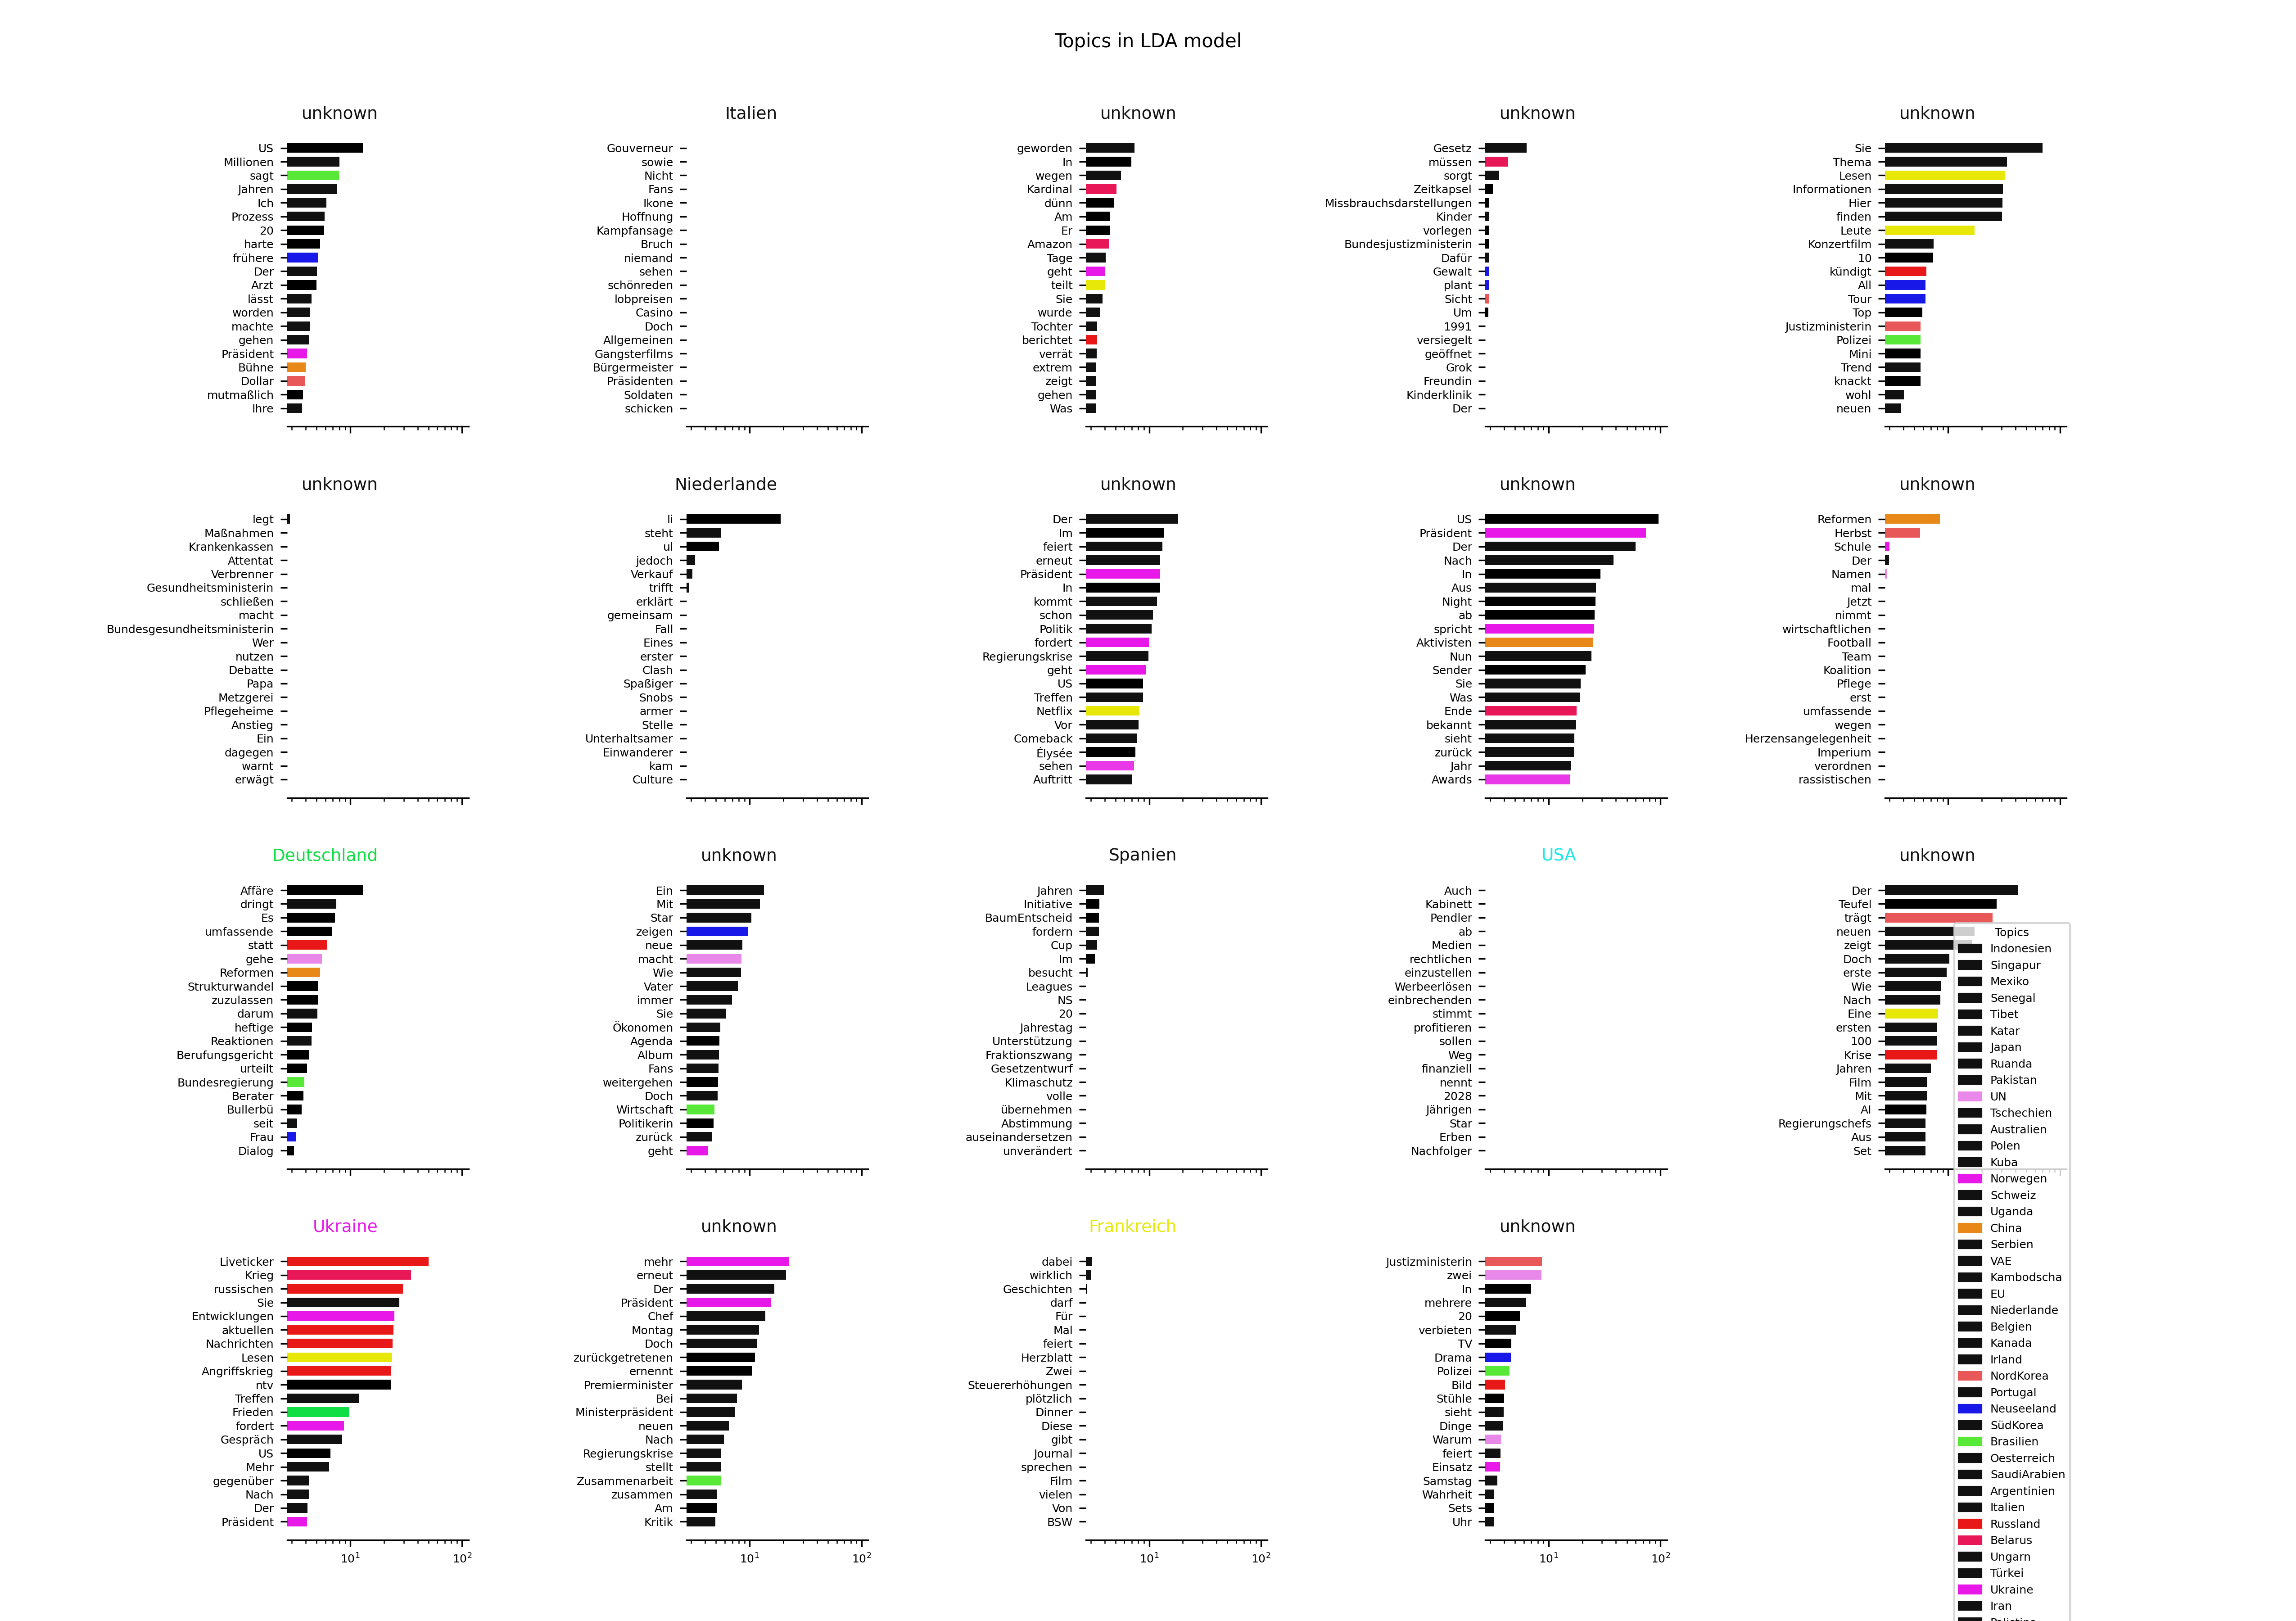 Topics in LDA model
unknown
US
Millionen
sagt
Jahren
Ich
Prozess
20
harte
frühere
Der
Arzt
lässt
worden
machte
gehen
Präsident
Bühne
Dollar
mutmaßlich
Ihre
Italien
Gouverneur
sowie
Nicht
Fans
Ikone
Hoffnung
Kampfansage
Bruch
niemand
sehen
schönreden
lobpreisen
Casino
Doch
Allgemeinen
Gangsterfilms
Bürgermeister
Präsidenten
Soldaten
schicken
unknown
geworden
In
wegen
Kardinal
dünn
Am
Er
Amazon
Tage
geht
teilt
Sie
wurde
Tochter
berichtet
verrät
extrem
zeigt
gehen
Was
unknown
Gesetz
müssen
sorgt
Zeitkapsel
Missbrauchsdarstellungen
Kinder
vorlegen
Bundesjustizministerin
Dafür
Gewalt
plant
Sicht
Um
1991
versiegelt
geöffnet
Grok
Freundin
Kinderklinik
Der
unknown
Sie
Thema
Lesen
Informationen
Hier
finden
Leute
Konzertfilm
10
kündigt
All
Tour
Top
Justizministerin
Polizei
Mini
Trend
knackt
wohl
neuen
unknown
legt
Maßnahmen
Krankenkassen
Attentat
Verbrenner
Gesundheitsministerin
schließen
macht
Bundesgesundheitsministerin
Wer
nutzen
Debatte
Papa
Metzgerei
Pflegeheime
Anstieg
Ein
dagegen
warnt
erwägt
Niederlande
li
steht
ul
jedoch
Verkauf
trifft
erklärt
gemeinsam
Fall
Eines
erster
Clash
Spaßiger
Snobs
armer
Stelle
Unterhaltsamer
Einwanderer
kam
Culture
unknown
Der
Im
feiert
erneut
Präsident
In
kommt
schon
Politik
fordert
Regierungskrise
geht
US
Treffen
Netflix
Vor
Comeback
Élysée
sehen
Auftritt
unknown
US
Präsident
Der
Nach
In
Aus
Night
ab
spricht
Aktivisten
Nun
Sender
Sie
Was
Ende
bekannt
sieht
zurück
Jahr
Awards
unknown
Reformen
Herbst
Schule
Der
Namen
mal
Jetzt
nimmt
wirtschaftlichen
Football
Team
Koalition
Pflege
erst
umfassende
wegen
Herzensangelegenheit
Imperium
verordnen
rassistischen
Deutschland
Affäre
dringt
Es
umfassende
statt
gehe
Reformen
Strukturwandel
zuzulassen
darum
heftige
Reaktionen
Berufungsgericht
urteilt
Bundesregierung
Berater
Bullerbü
seit
Frau
Dialog
unknown
Ein
Mit
Star
zeigen
neue
macht
Wie
Vater
immer
Sie
Ökonomen
Agenda
Album
Fans
weitergehen
Doch
Wirtschaft
Politikerin
zurück
geht
Spanien
Jahren
Initiative
BaumEntscheid
fordern
Cup
Im
besucht
Leagues
NS
20
Jahrestag
Unterstützung
Fraktionszwang
Gesetzentwurf
Klimaschutz
volle
übernehmen
Abstimmung
auseinandersetzen
unverändert
USA
Auch
Kabinett
Pendler
ab
Medien
rechtlichen
einzustellen
Werbeerlösen
einbrechenden
stimmt
profitieren
sollen
Weg
finanziell
nennt
2028
Jährigen
Star
Erben
Nachfolger
unknown
Der
Teufel
trägt
neuen
zeigt
Doch
erste
Wie
Nach
Eine
ersten
100
Krise
Jahren
Film
Mit
AI
Regierungschefs
Aus
Set
Ukraine
Liveticker
Krieg
russischen
Sie
Entwicklungen
aktuellen
Nachrichten
Lesen
Angriffskrieg
ntv
Treffen
Frieden
fordert
Gespräch
US
Mehr
gegenüber
Nach
Der
Präsident
10¹ 10²
unknown
mehr
erneut
Der
Präsident
Chef
Montag
Doch
zurückgetretenen
ernennt
Premierminister
Bei
Ministerpräsident
neuen
Nach
Regierungskrise
stellt
Zusammenarbeit
zusammen
Am
Kritik
10¹ 10²
Frankreich
dabei
wirklich
Geschichten
darf
Für
Mal
feiert
Herzblatt
Zwei
Steuererhöhungen
plötzlich
Dinner
Diese
gibt
Journal
sprechen
Film
vielen
Von
BSW
10¹ 10²
unknown
Justizministerin
zwei
In
mehrere
20
verbieten
TV
Drama
Polizei
Bild
Stühle
sieht
Dinge
Warum
feiert
Einsatz
Samstag
Wahrheit
Sets
Uhr
10¹ 10²
Topics
Indonesien
Singapur
Mexiko
Senegal
Tibet
Katar
Japan
Ruanda
Pakistan
UN
Tschechien
Australien
Polen
Kuba
Norwegen
Schweiz
Uganda
China
Serbien
VAE
Kambodscha
EU
Niederlande
Belgien
Kanada
Irland
NordKorea
Portugal
Neuseeland
SüdKorea
Brasilien
Oesterreich
SaudiArabien
Argentinien
Italien
Russland
Belarus
Ungarn
Türkei
Ukraine
Iran